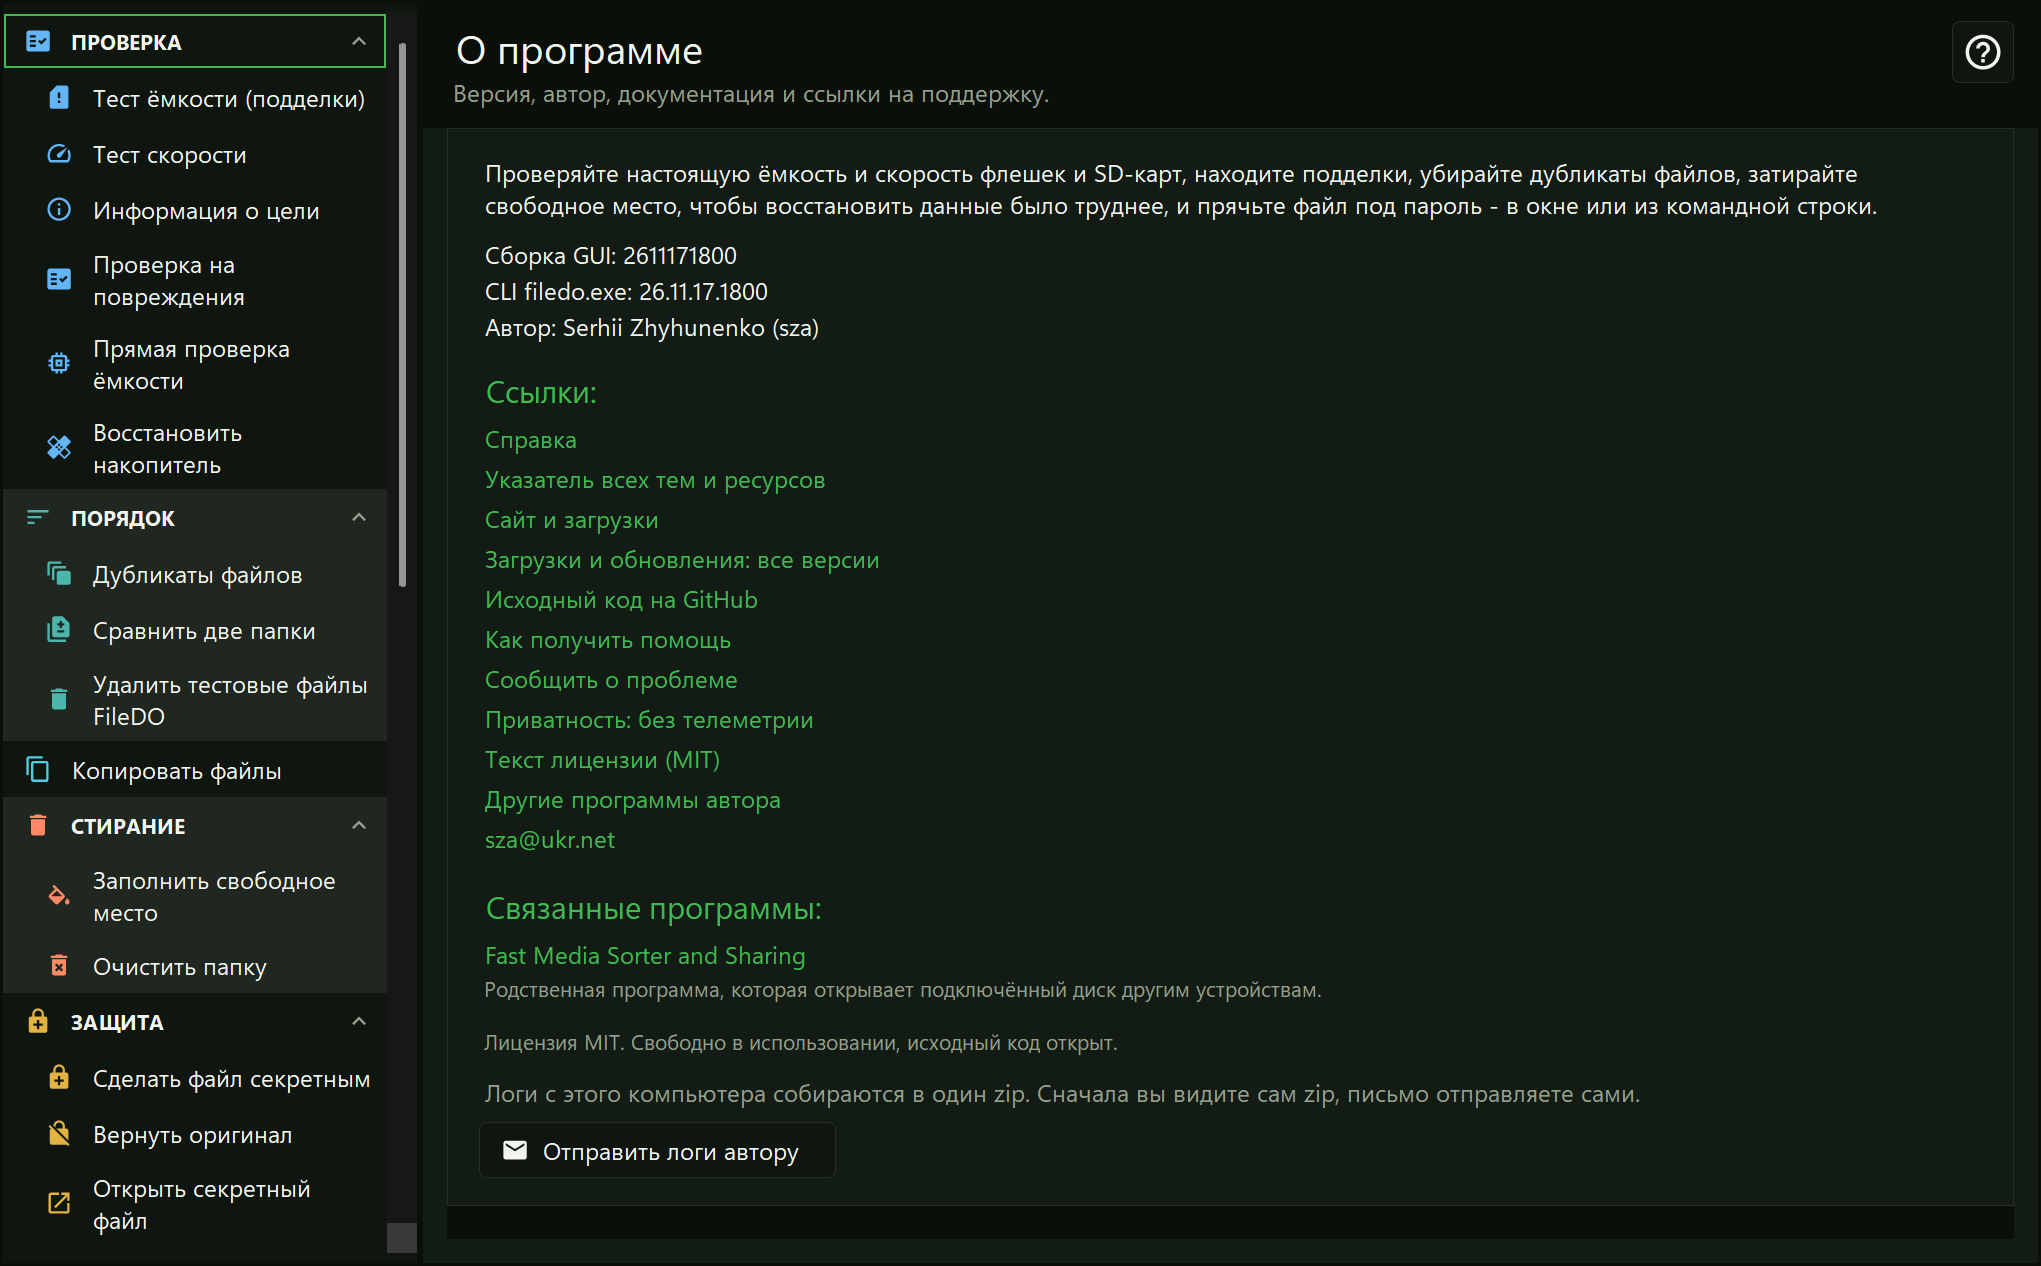 ПРОВЕРКА
Тест ёмкости (подделки)
Тест скорости
Информация о цели
Проверка на
повреждения
Прямая проверка
ёмкости
Восстановить
накопитель
ПОРЯДОК
Дубликаты файлов
Сравнить две папки
Удалить тестовые файлы
FileDO
Копировать файлы
СТИРАНИЕ
Заполнить свободное
место
Очистить папку
ЗАЩИТА
Сделать файл секретным
Вернуть оригинал
Открыть секретный
файл
О программе
Версия, автор, документация и ссылки на поддержку.
Проверяйте настоящую ёмкость и скорость флешек и SD-карт, находите подделки, убирайте дубликаты файлов, затирайте
свободное место, чтобы восстановить данные было труднее, и прячьте файл под пароль - в окне или из командной строки.
Сборка GUI: 2611171800
CLI filedo.exe: 26.11.17.1800
Автор: Serhii Zhyhunenko (sza)
Ссылки:
Справка
Указатель всех тем и ресурсов
Сайт и загрузки
Загрузки и обновления: все версии
Исходный код на GitHub
Как получить помощь
Сообщить о проблеме
Приватность: без телеметрии
Текст лицензии (MIT)
Другие программы автора
sza@ukr.net
Связанные программы:
Fast Media Sorter and Sharing
Родственная программа, которая открывает подключённый диск другим устройствам.
Лицензия MIT. Свободно в использовании, исходный код открыт.
Логи с этого компьютера собираются в один zip. Сначала вы видите сам zip, письмо отправляете сами.
Отправить логи автору